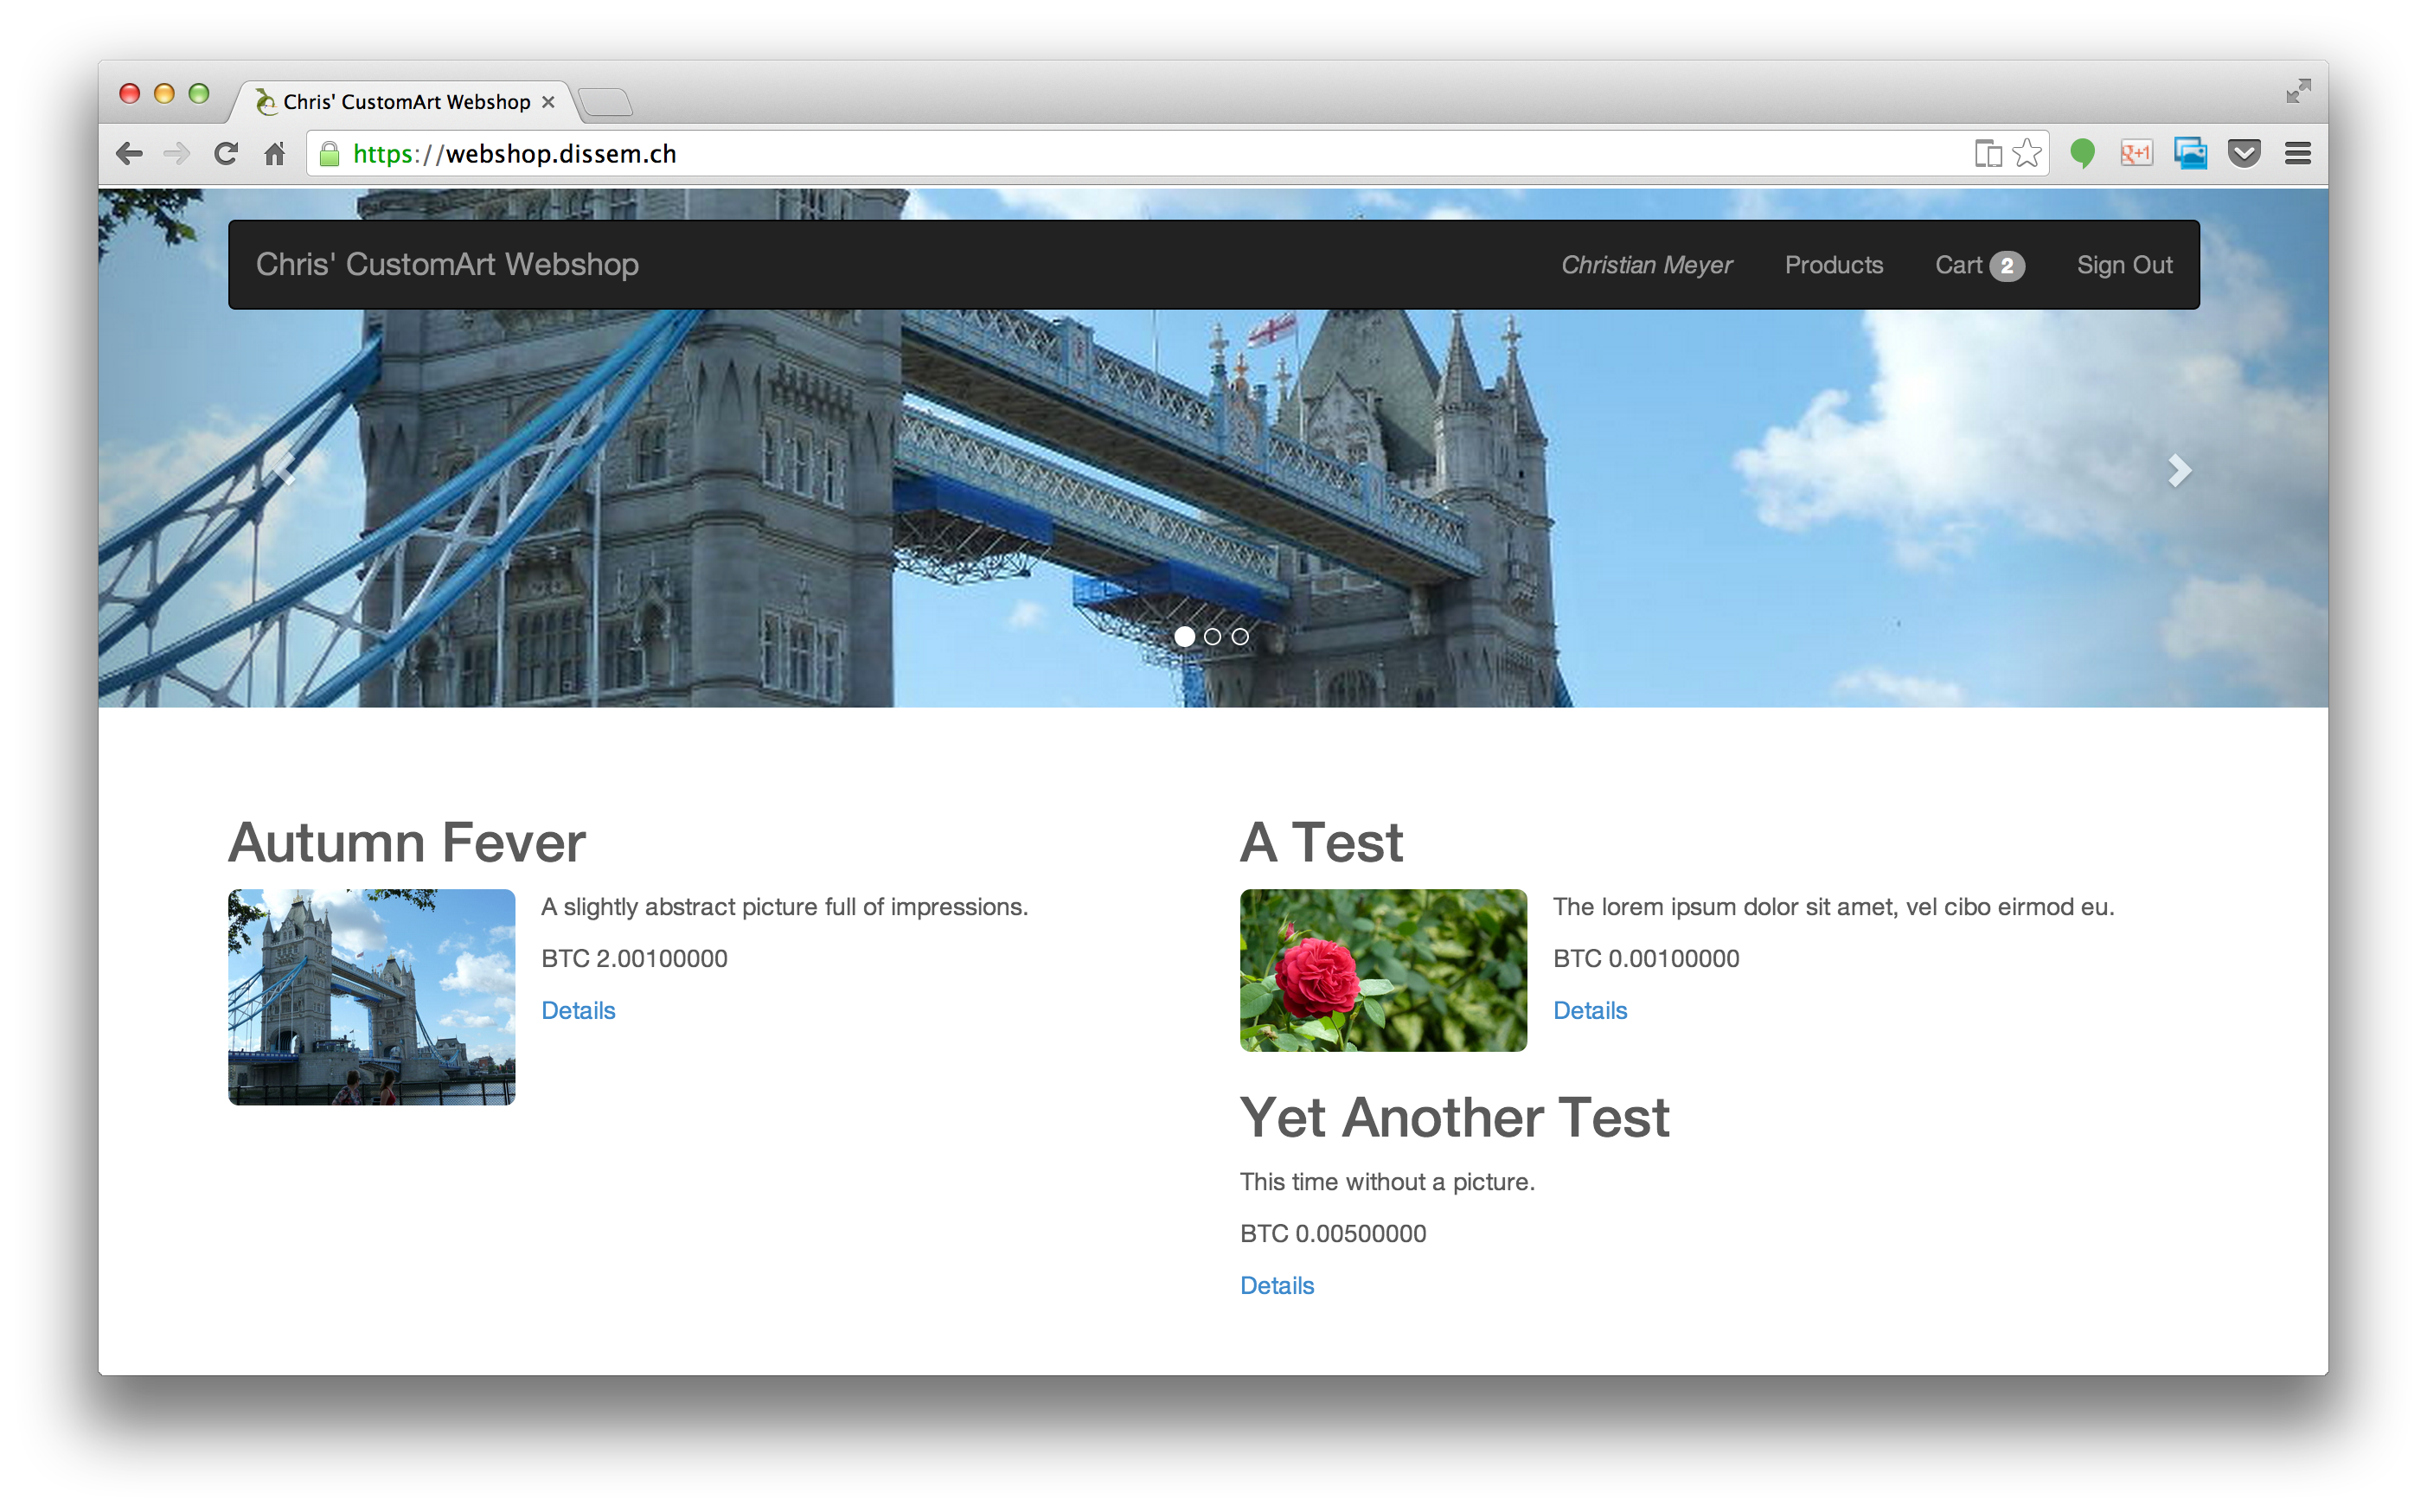 Chris' CustomArt Webshop
https://webshop.dissem.ch
g+1
Chris' CustomArt Webshop Christian Meyer Products Cart 2 Sign Out
Autumn Fever
A slightly abstract picture full of impressions.
BTC 2.00100000
Details
A Test
The lorem ipsum dolor sit amet, vel cibo eirmod eu.
BTC 0.00100000
Details
Yet Another Test
This time without a picture.
BTC 0.00500000
Details